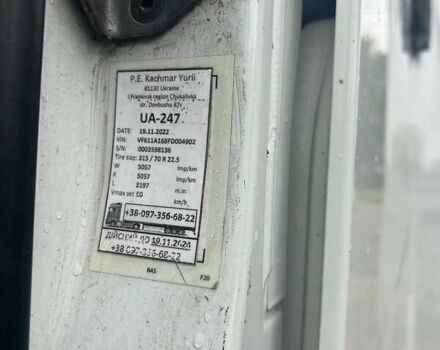 P.E. Kachmar Yurii
81130 Ukraine
I.Frankivsk region Chukalivka
str. Dovbusha 87s
UA-247
DATE: 19.11.2022
VIN: VF611A168FD004902
S/N: 0003598136
Tire size: 315 / 70 R 22.5
W 5057 imp/km
K 5057 imp/km
L 3197 m.m
Vmax set 90 km/h
+38-097-356-68-22
ДІЙСНИЙ ДО 19.11.2024
+38 097-356-68-22
BAS F20